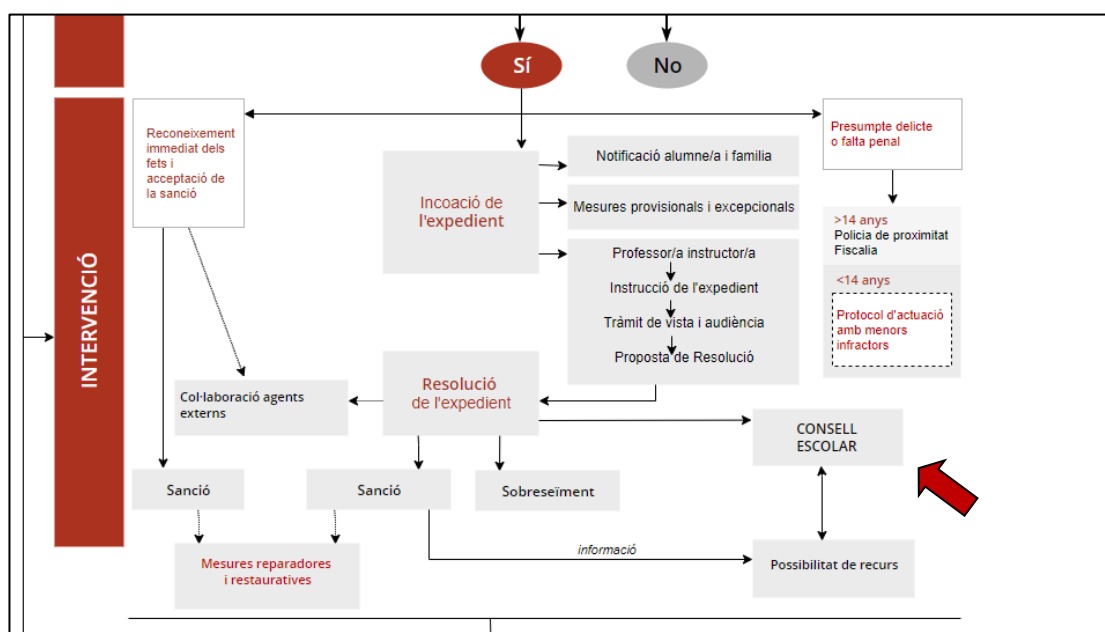 Sí
No
INTERVENCIÓ
Reconeixement
immediat dels
fets i
acceptació de
la sanció
Presumpte delicte
o falta penal
Notificació alumne/a i familia
Incoació de
l'expedient
Mesures provisionals i excepcionals
>14 anys
Policia de proximitat
Fiscalia
Professor/a instructor/a
Instrucció de l'expedient
Tràmit de vista i audiència
Proposta de Resolució
<14 anys
Protocol d'actuació
amb menors
infractors
Resolució
de l'expedient
Col·laboració agents
externs
CONSELL
ESCOLAR
Sanció
Sanció
Sobreseïment
informació
Mesures reparadores
i restauratives
Possibilitat de recurs